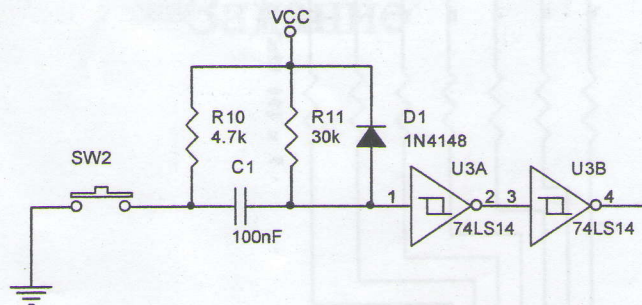 VCC
R10
4.7k
R11
30k
D1
1N4148
SW2
C1
100nF
U3A
U3B
1
2
3
4
74LS14
74LS14